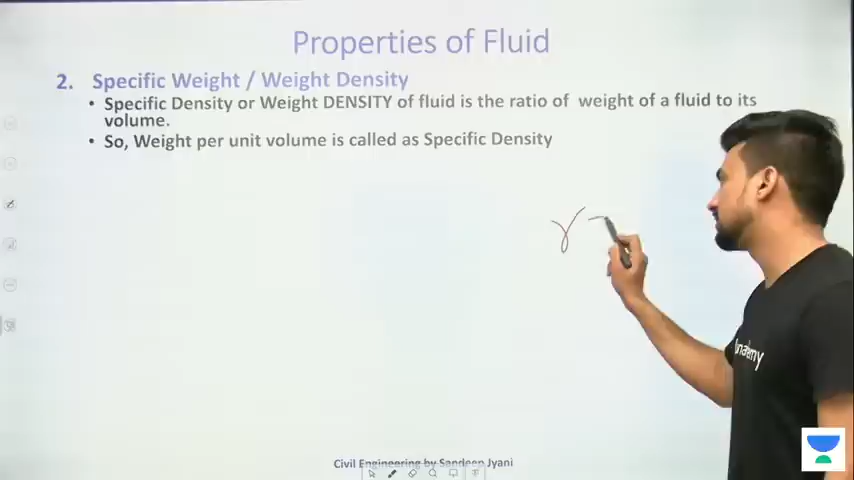 Properties of Fluid
2. Specific Weight / Weight Density
• Specific Density or Weight DENSITY of fluid is the ratio of weight of a fluid to its
volume.
• So, Weight per unit volume is called as Specific Density
γ
unacademy
Civil Engineering by Sandeep Jyani